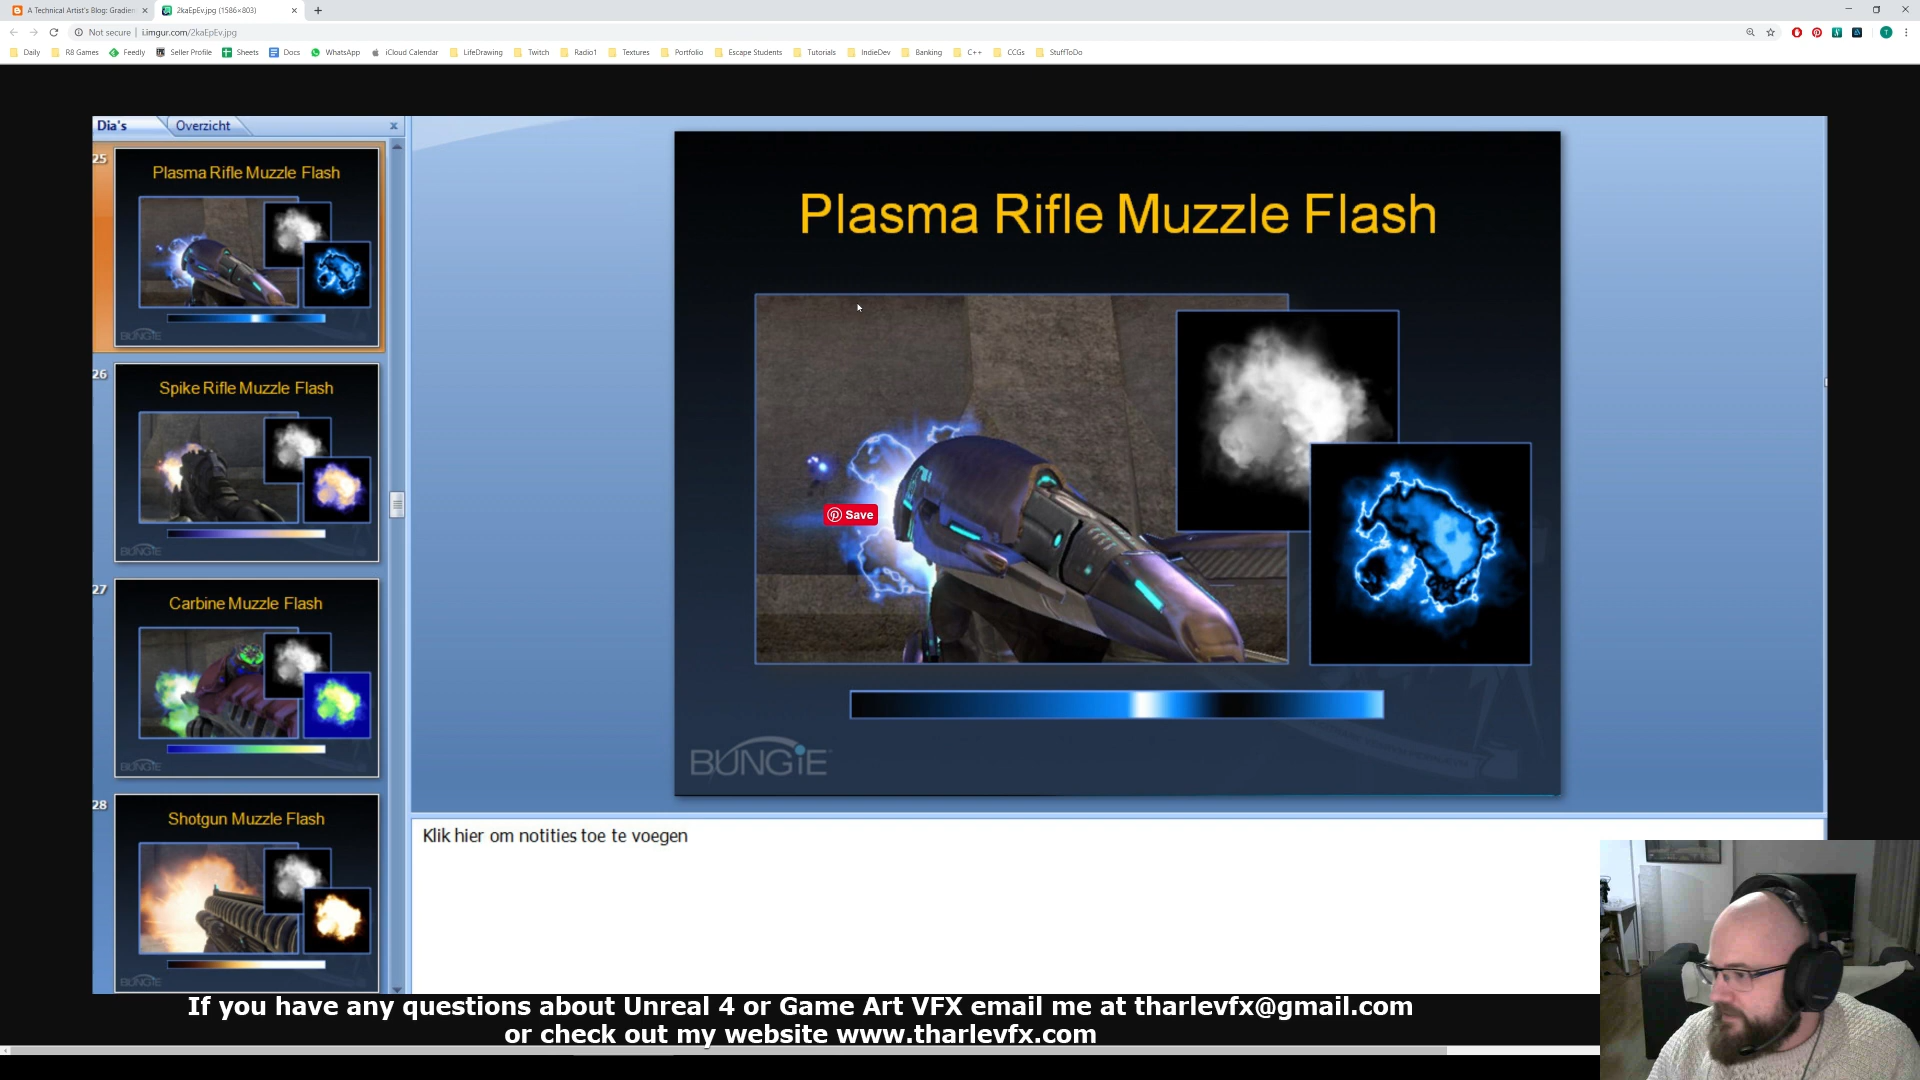 A Technical Artist's Blog: Gradien
2kaEpEv.jpg (1586×803)
Not secure
i.imgur.com/2kaEpEv.jpg
Daily
R8 Games
Feedly
Seller Profile
Sheets
Docs
WhatsApp
iCloud Calendar
LifeDrawing
Twitch
Radio1
Textures
Portfolio
Escape Students
Tutorials
IndieDev
Banking
C++
CCGs
StuffToDo
Dia's
Overzicht
25
Plasma Rifle Muzzle Flash
BUNGiE
26
Spike Rifle Muzzle Flash
BUNGiE
27
Carbine Muzzle Flash
BUNGiE
28
Shotgun Muzzle Flash
BUNGiE
Plasma Rifle Muzzle Flash
Save
BUNGiE
Klik hier om notities toe te voegen
If you have any questions about Unreal 4 or Game Art VFX email me at tharlevfx@gmail.com
or check out my website www.tharlevfx.com